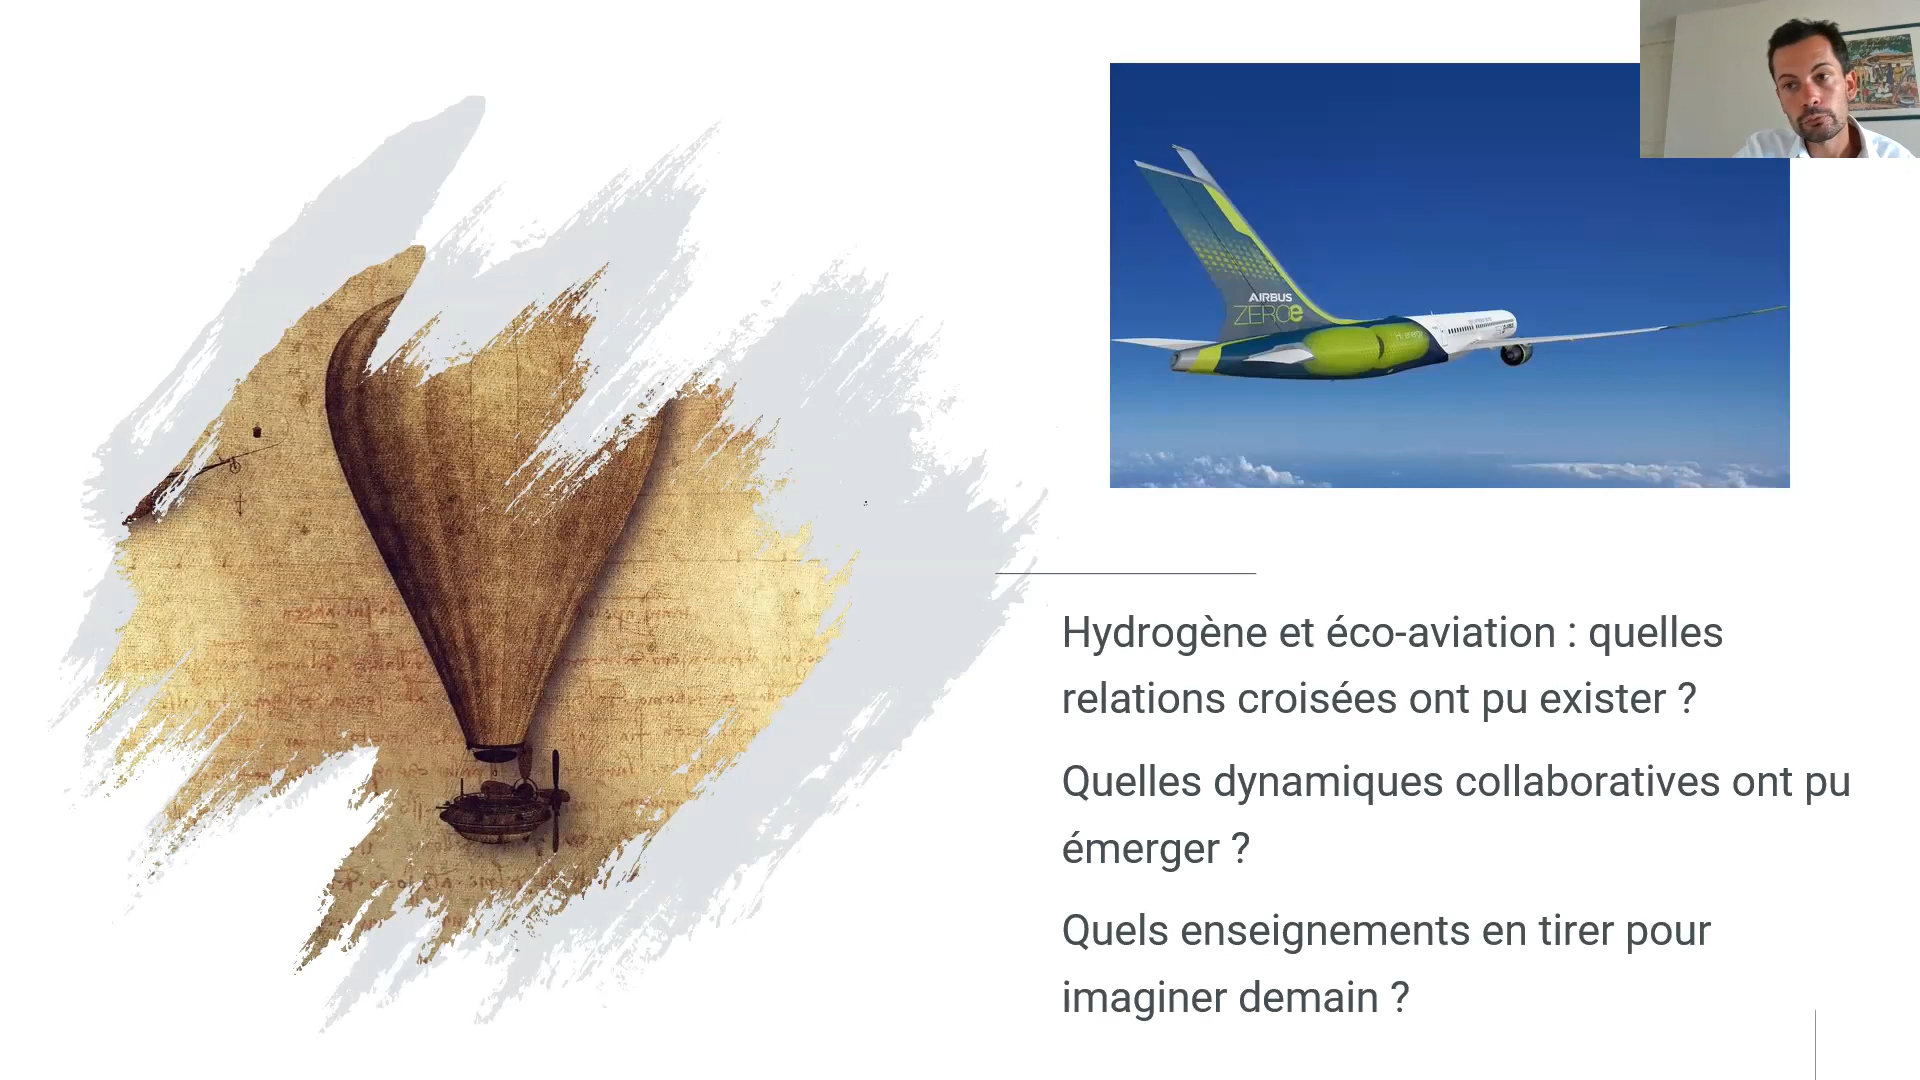 AIRBUS
ZEROe
Hydrogène et éco-aviation : quelles
relations croisées ont pu exister ?
Quelles dynamiques collaboratives ont pu
émerger ?
Quels enseignements en tirer pour
imaginer demain ?